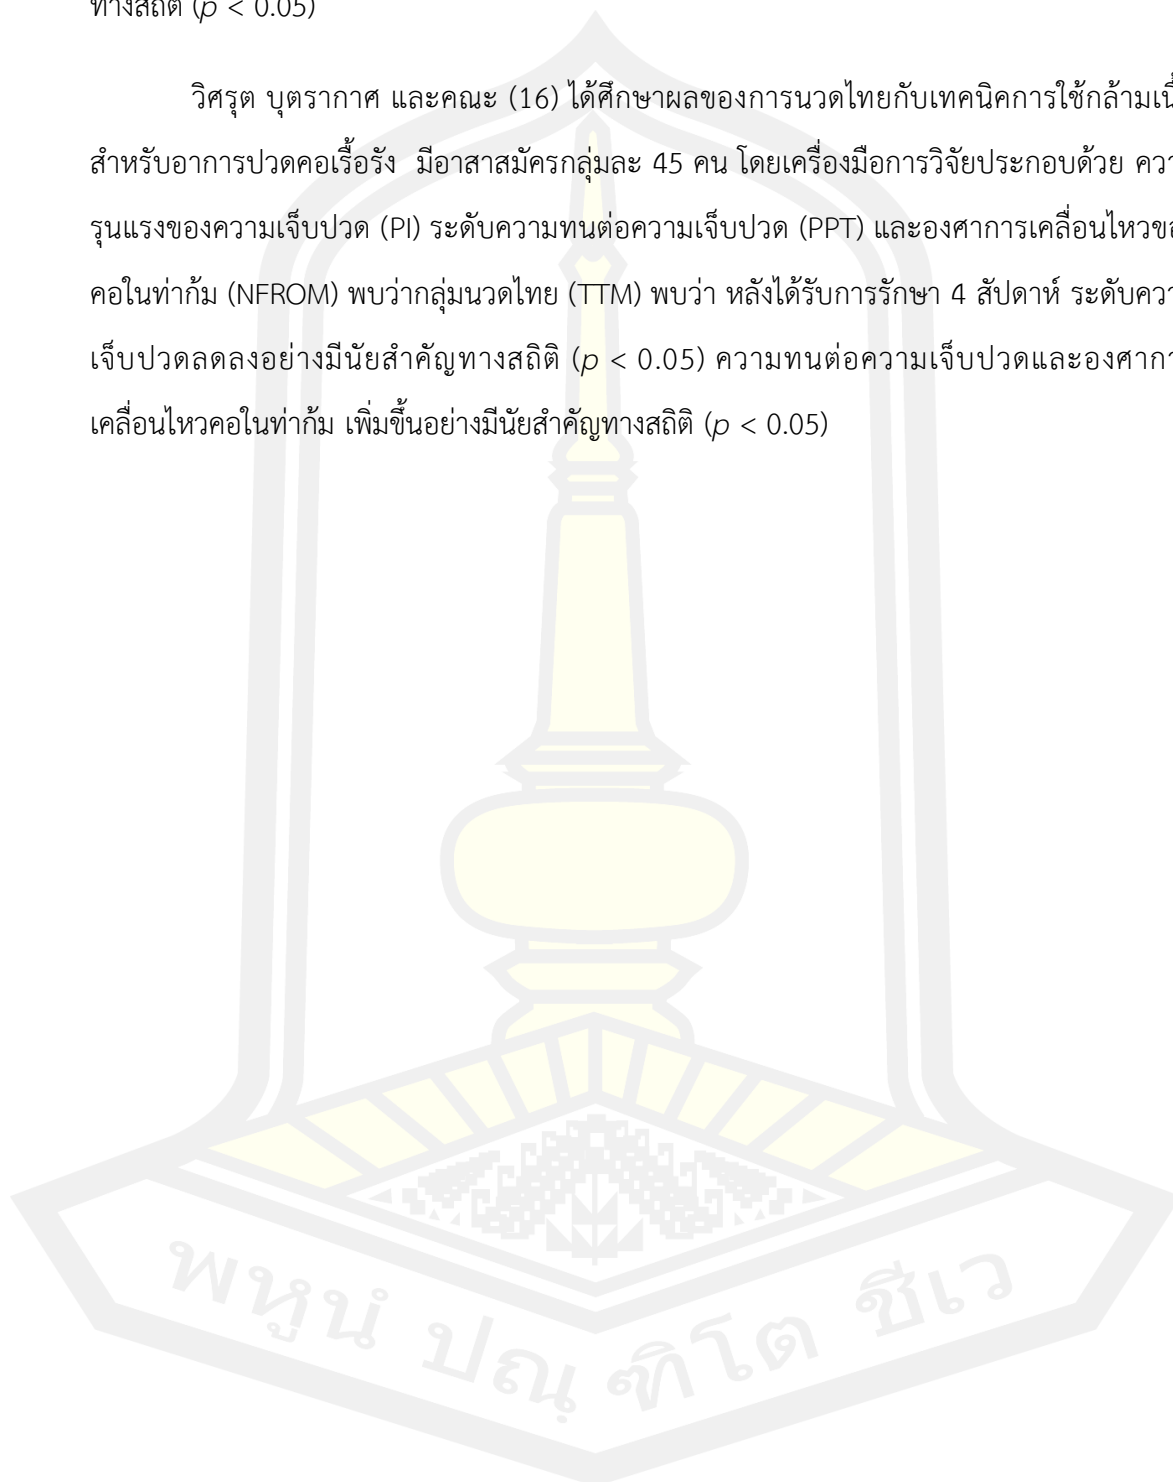 ทางสถิติ (p < 0.05)
วิศรุต บุตรากาศ และคณะ (16) ได้ศึกษาผลของการนวดไทยกับเทคนิคการใช้กล้ามเนื้
สำหรับอาการปวดคอเรื้อรัง มีอาสาสมัครกลุ่มละ 45 คน โดยเครื่องมือการวิจัยประกอบด้วย ควา
รุนแรงของความเจ็บปวด (PI) ระดับความทนต่อความเจ็บปวด (PPT) และองศาการเคลื่อนไหวขอ
คอในท่าก้ม (NFROM) พบว่ากลุ่มนวดไทย (TTM) พบว่า หลังได้รับการรักษา 4 สัปดาห์ ระดับควา
เจ็บปวดลดลงอย่างมีนัยสำคัญทางสถิติ (p < 0.05) ความทนต่อความเจ็บปวดและองศากา
เคลื่อนไหวคอในท่าก้ม เพิ่มขึ้นอย่างมีนัยสำคัญทางสถิติ (p < 0.05)
พหูนํ ปณฺฑิโต ชีเว